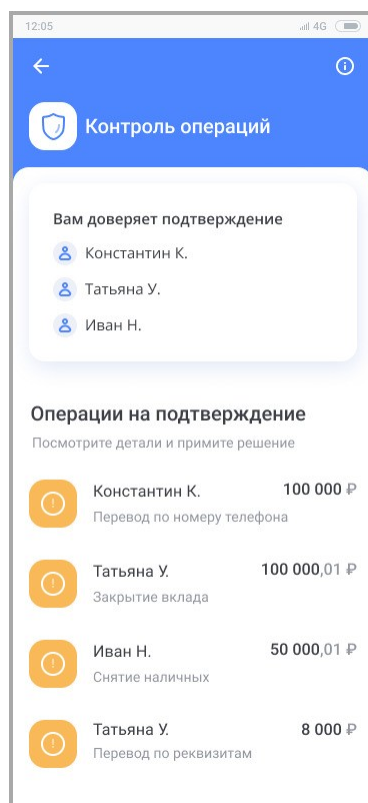 12:05 4G
Контроль операций
Вам доверяет подтверждение
Константин К.
Татьяна У.
Иван Н.
Операции на подтверждение
Посмотрите детали и примите решение
Константин К. 100 000 ₽
Перевод по номеру телефона
Татьяна У. 100 000,01 ₽
Закрытие вклада
Иван Н. 50 000,01 ₽
Снятие наличных
Татьяна У. 8 000 ₽
Перевод по реквизитам